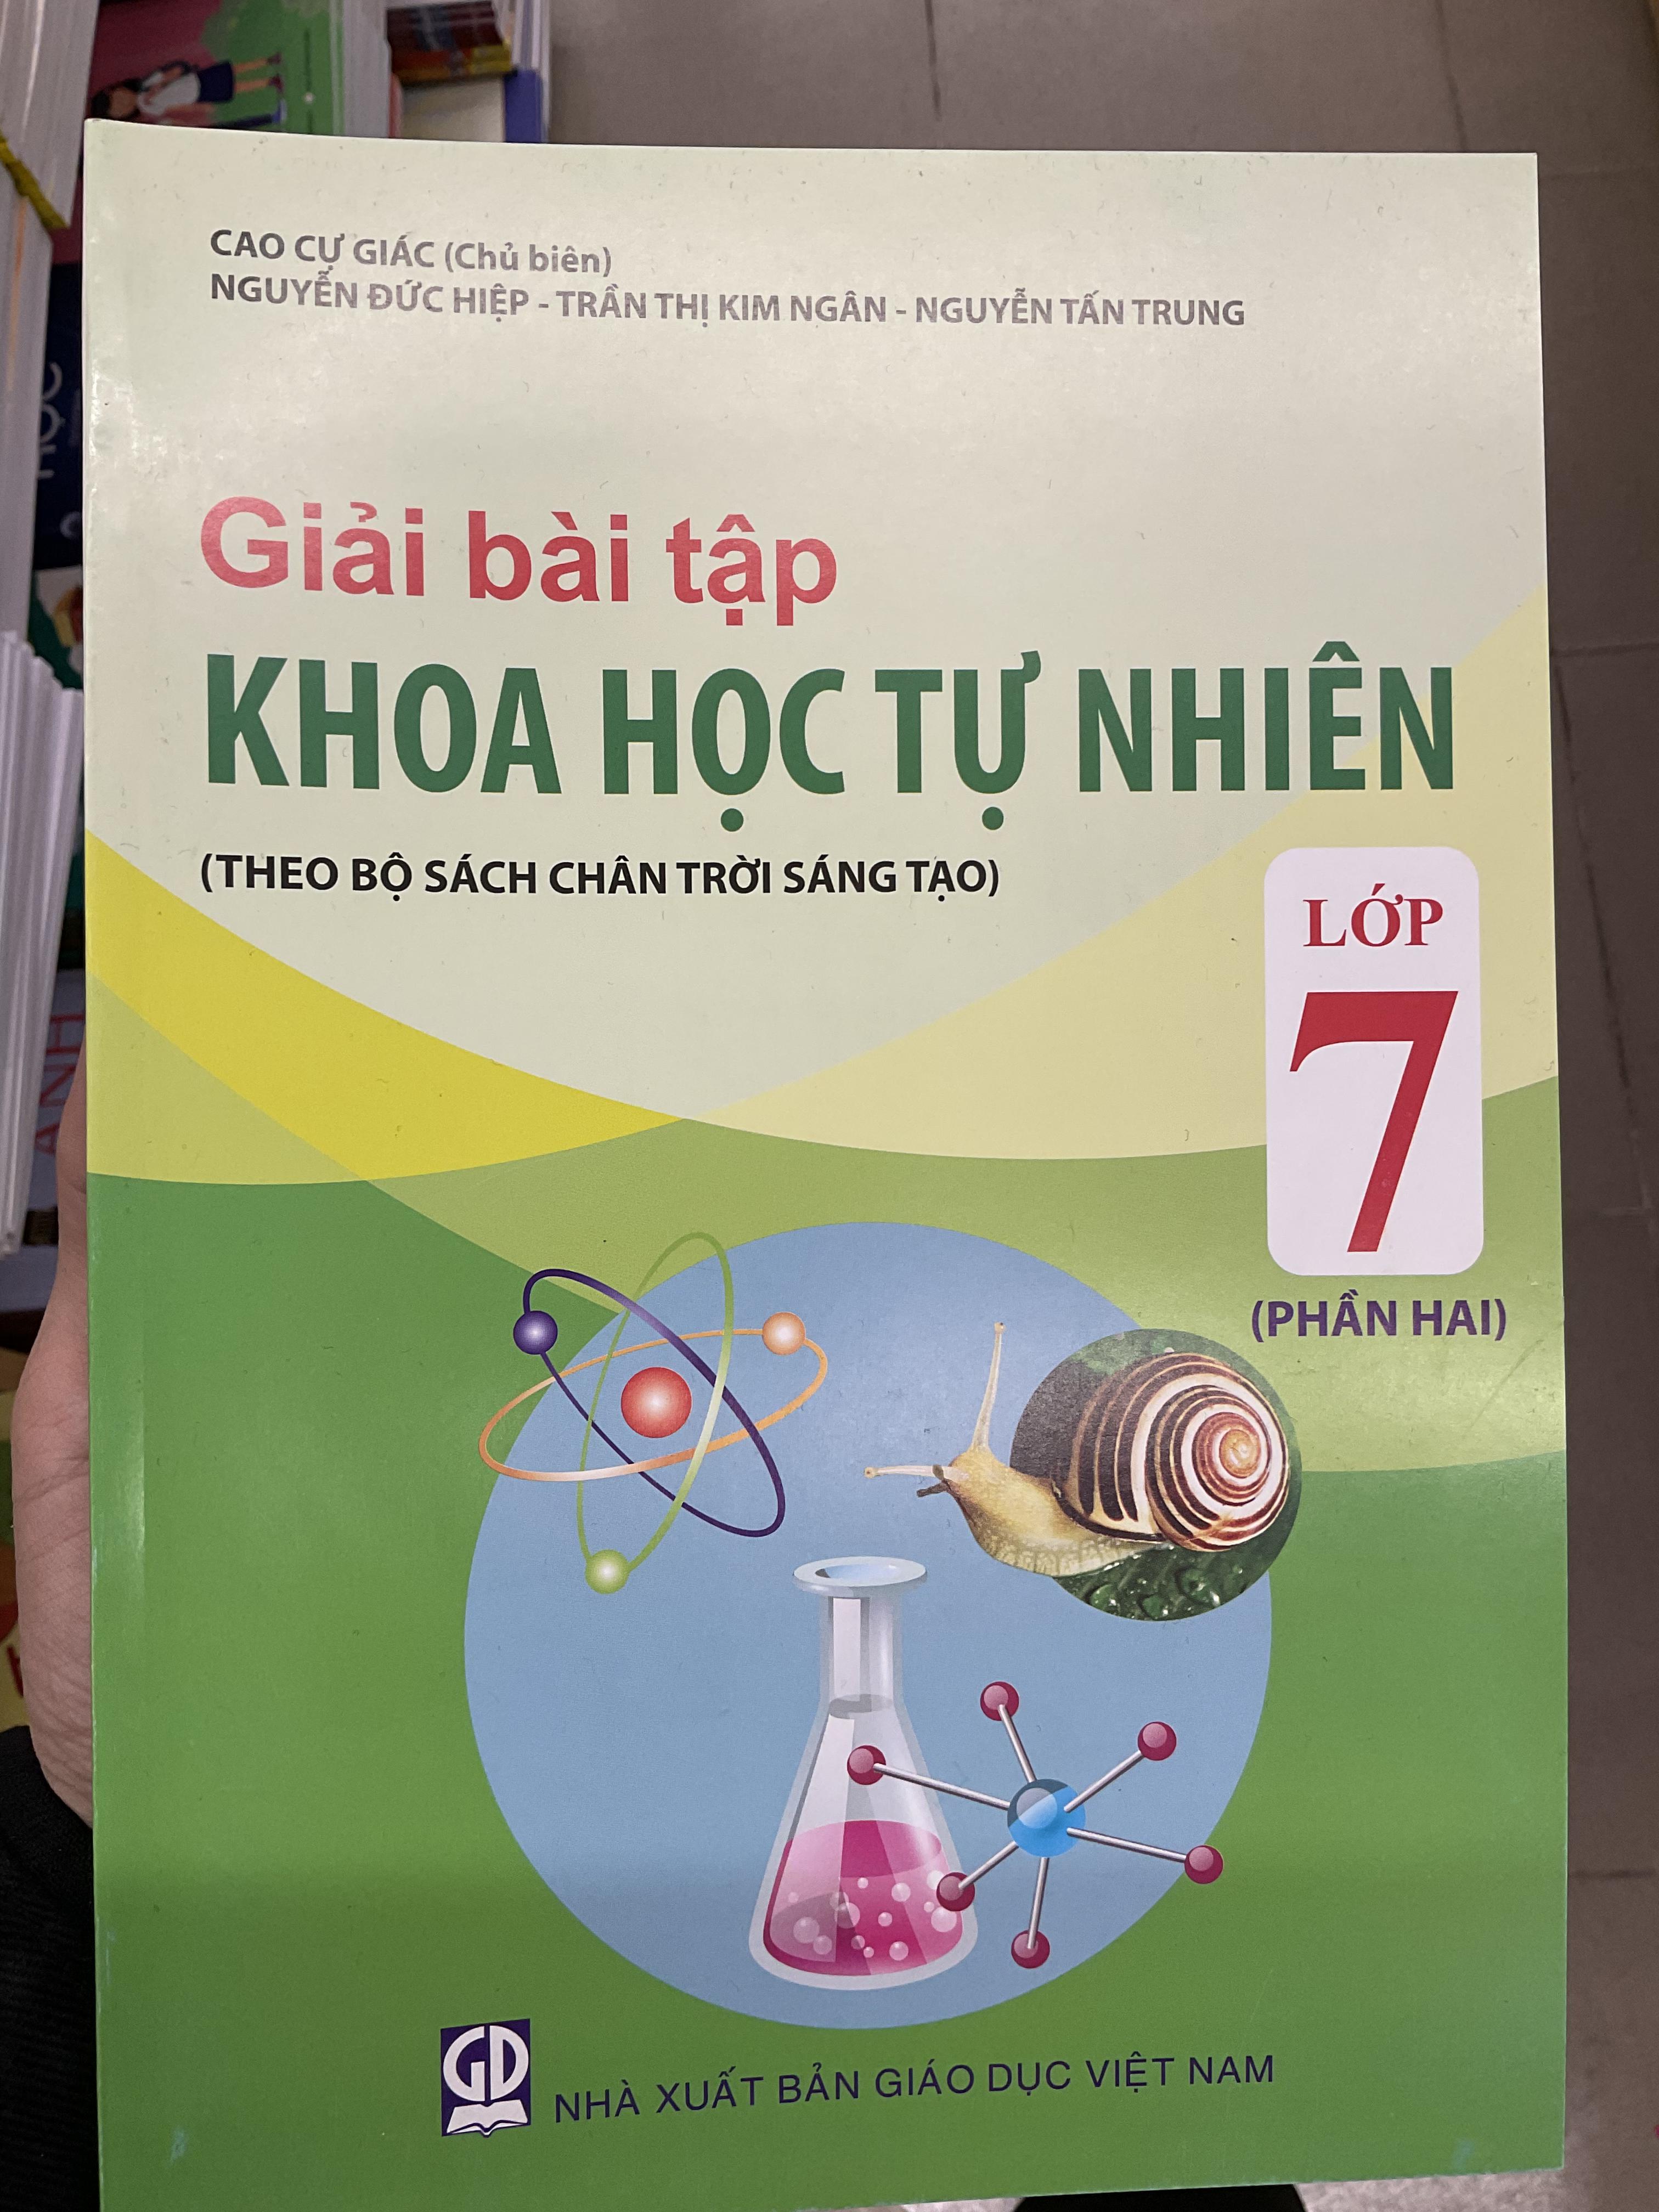 CAO CỰ GIÁC (Chủ biên)
NGUYỄN ĐỨC HIỆP - TRẦN THỊ KIM NGÂN - NGUYỄN TẤN TRUNG
Giải bài tập
KHOA HỌC TỰ NHIÊN
(THEO BỘ SÁCH CHÂN TRỜI SÁNG TẠO)
LỚP
7
(PHẦN HAI)
GD
NHÀ XUẤT BẢN GIÁO DỤC VIỆT NAM
ANH